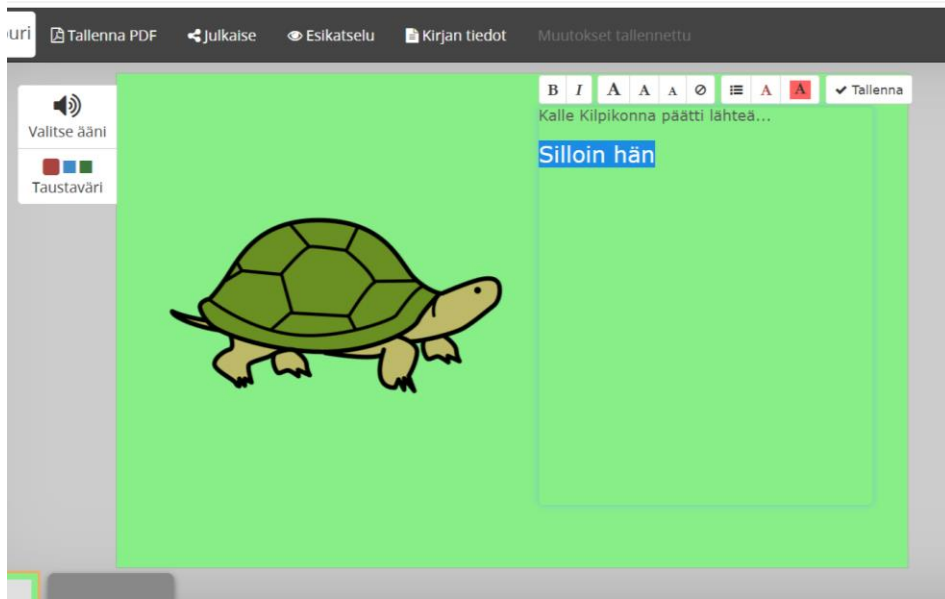 uri Tallenna PDF Julkaise Esikatselu Kirjan tiedot Muutokset tallennettu
B I A A A A A Tallenna
Valitse ääni
Taustaväri
Kalle Kilpikonna päätti lähteä...
Silloin hän